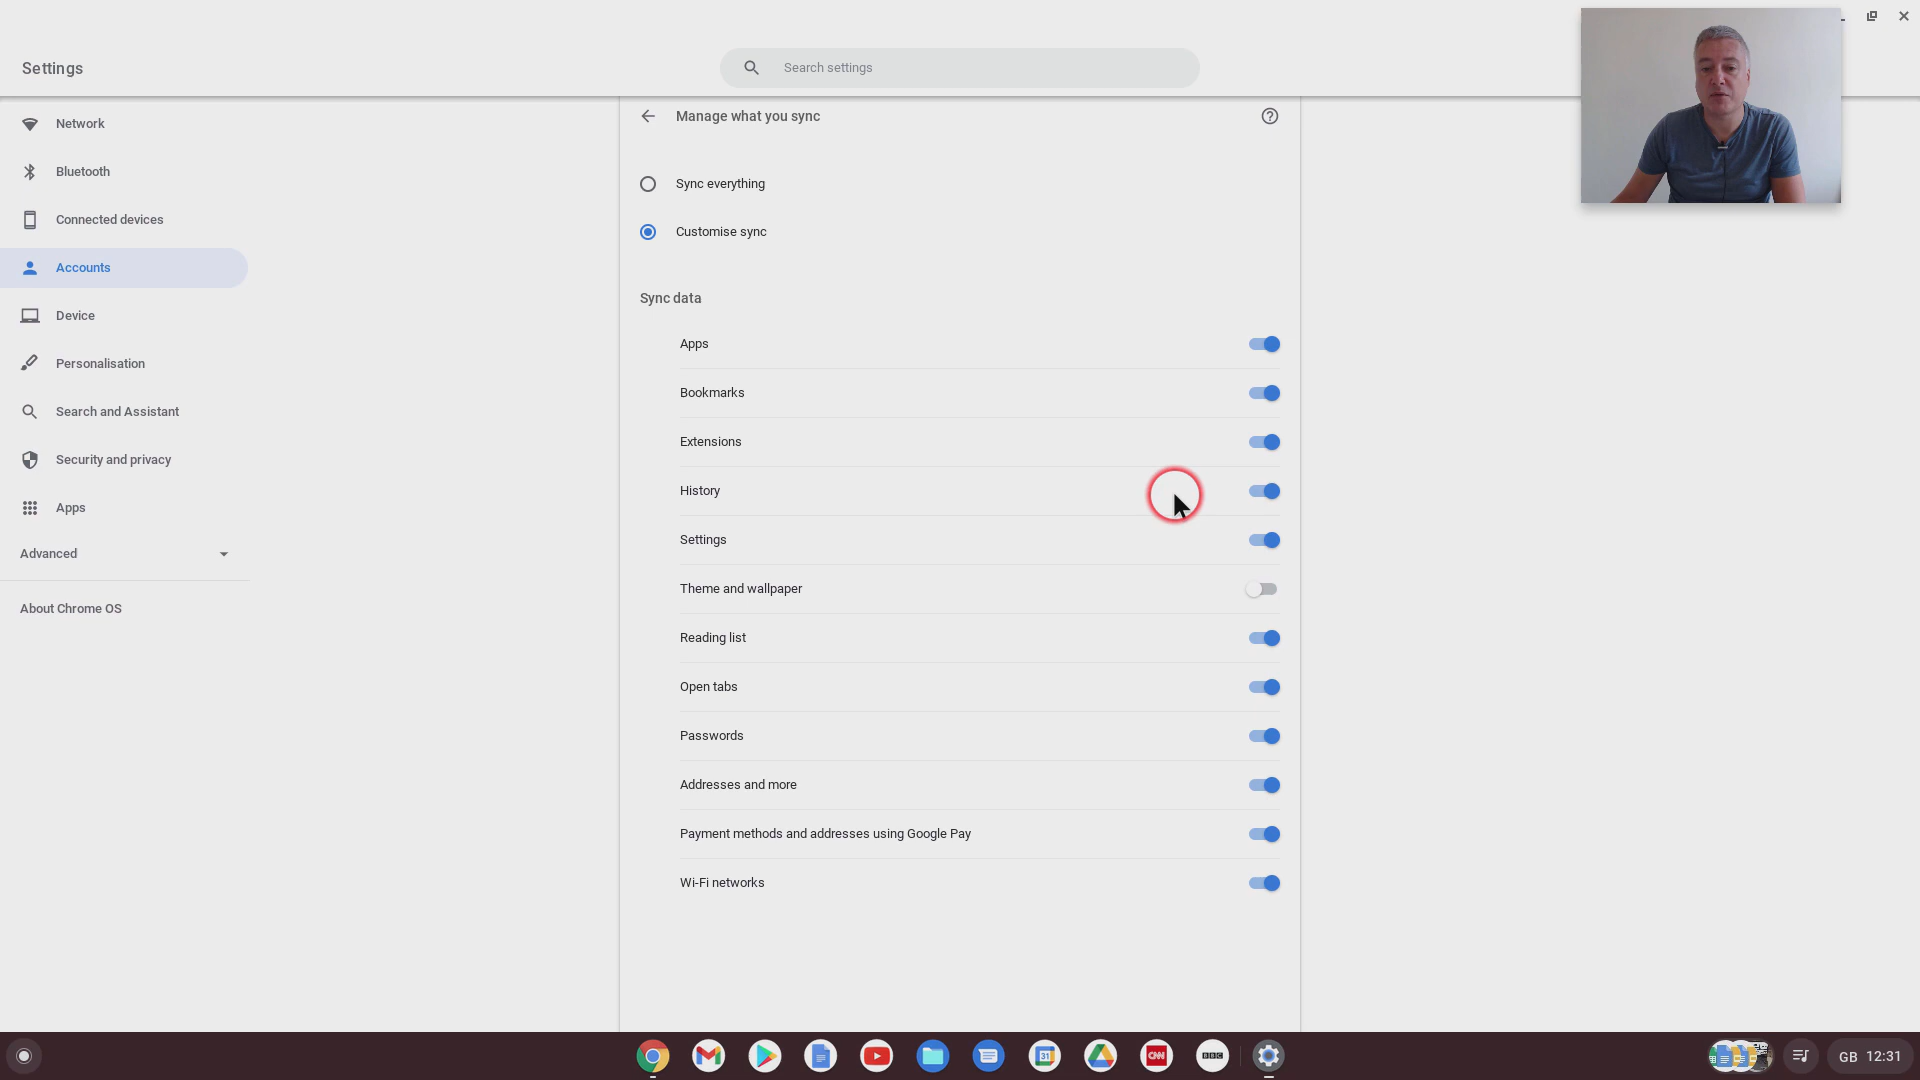 Settings
Search settings
Network
Bluetooth
Connected devices
Accounts
Device
Personalisation
Search and Assistant
Security and privacy
Apps
Advanced
About Chrome OS
Manage what you sync
Sync everything
Customise sync
Sync data
Apps
Bookmarks
Extensions
History
Settings
Theme and wallpaper
Reading list
Open tabs
Passwords
Addresses and more
Payment methods and addresses using Google Pay
Wi-Fi networks
31
CNN
BBC
GB 12:31